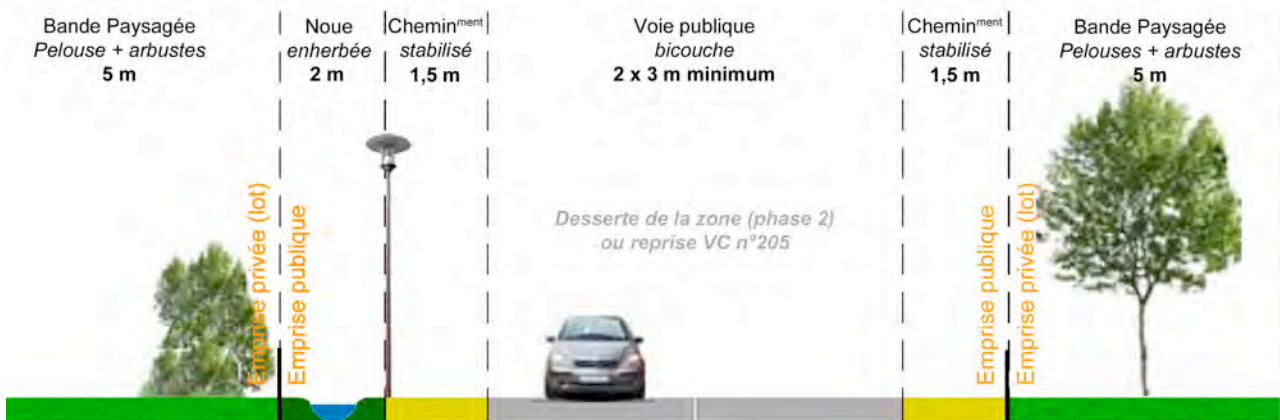 Bande Paysagée
Pelouse + arbustes
5 m
Noue
enherbée
2 m
Cheminment
stabilisé
1,5 m
Voie publique
bicouche
2 x 3 m minimum
Cheminment
stabilisé
1,5 m
Bande Paysagée
Pelouses + arbustes
5 m
Emprise privée (lot)
Emprise publique
Desserte de la zone (phase 2)
ou reprise VC n°205
Emprise publique
Emprise privée (lot)